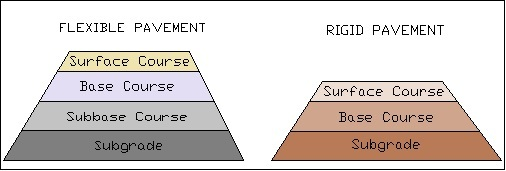 FLEXIBLE PAVEMENT
Surface Course
Base Course
Subbase Course
Subgrade
RIGID PAVEMENT
Surface Course
Base Course
Subgrade